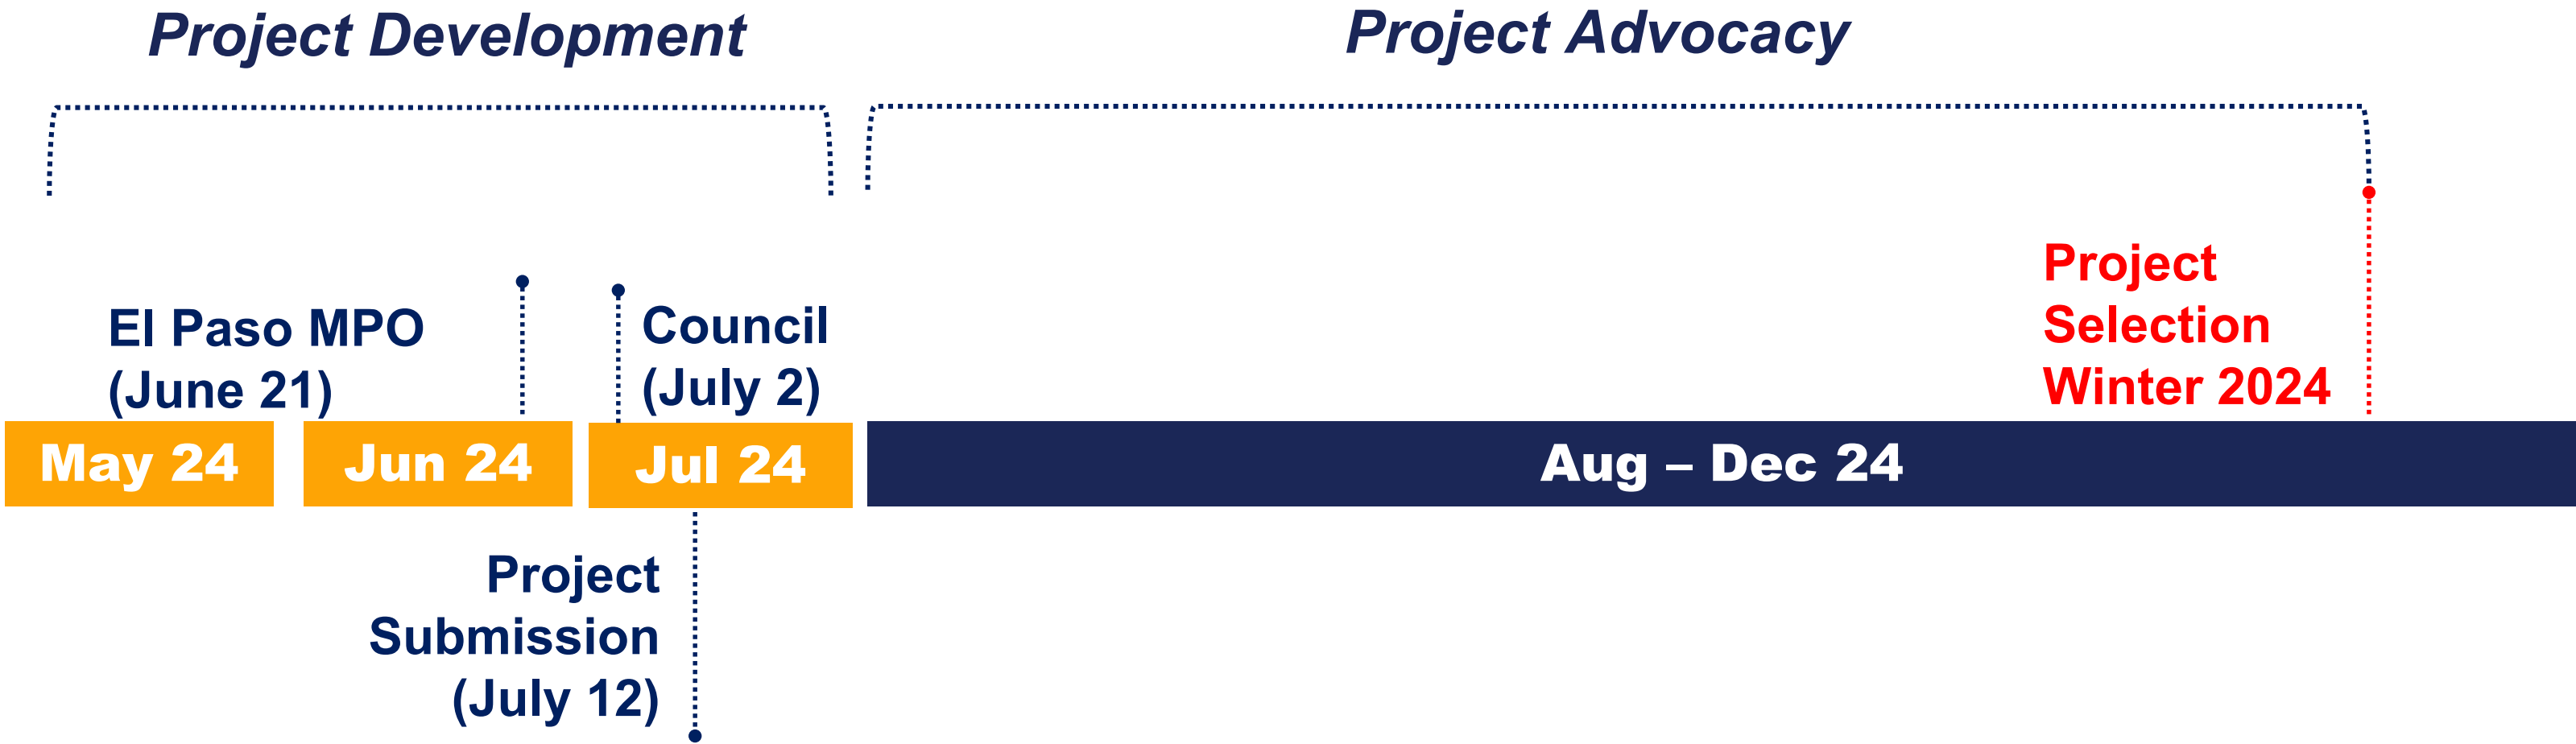 Project Development
Project Advocacy
El Paso MPO
(June 21)
Council
(July 2)
Project
Selection
Winter 2024
May 24
Jun 24
Jul 24
Aug – Dec 24
Project
Submission
(July 12)